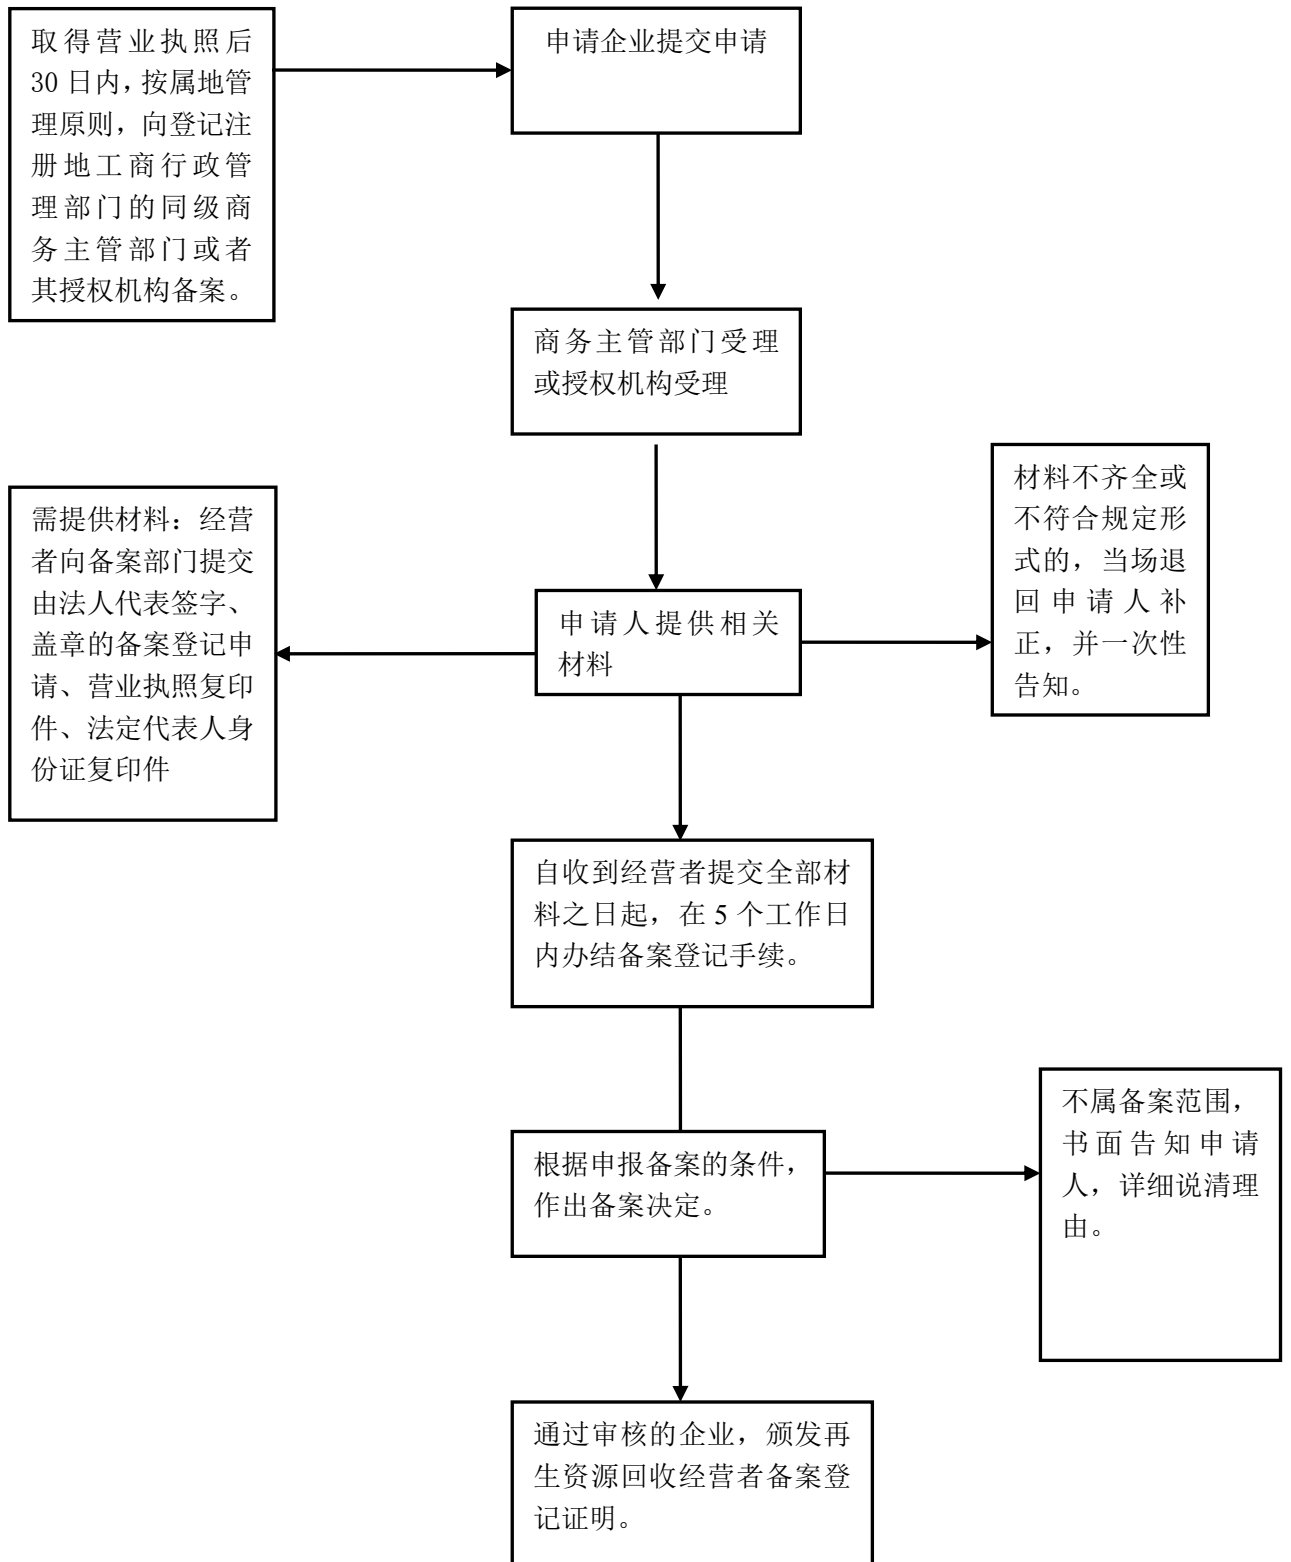 取得营业执照后
30 日内，按属地管
理原则，向登记注
册地工商行政管
理部门的同级商
务主管部门或者
其授权机构备案。
申请企业提交申请
商务主管部门受理
或授权机构受理
材料不齐全或
不符合规定形
式的，当场退
回申请人补
正，并一次性
告知。
需提供材料：经营
者向备案部门提交
由法人代表签字、
盖章的备案登记申
请、营业执照复印
件、法定代表人身
份证复印件
申请人提供相关
材料
自收到经营者提交全部材
料之日起，在 5 个工作日
内办结备案登记手续。
不属备案范围，
书面告知申请
人，详细说清理
由。
根据申报备案的条件，
作出备案决定。
通过审核的企业，颁发再
生资源回收经营者备案登
记证明。